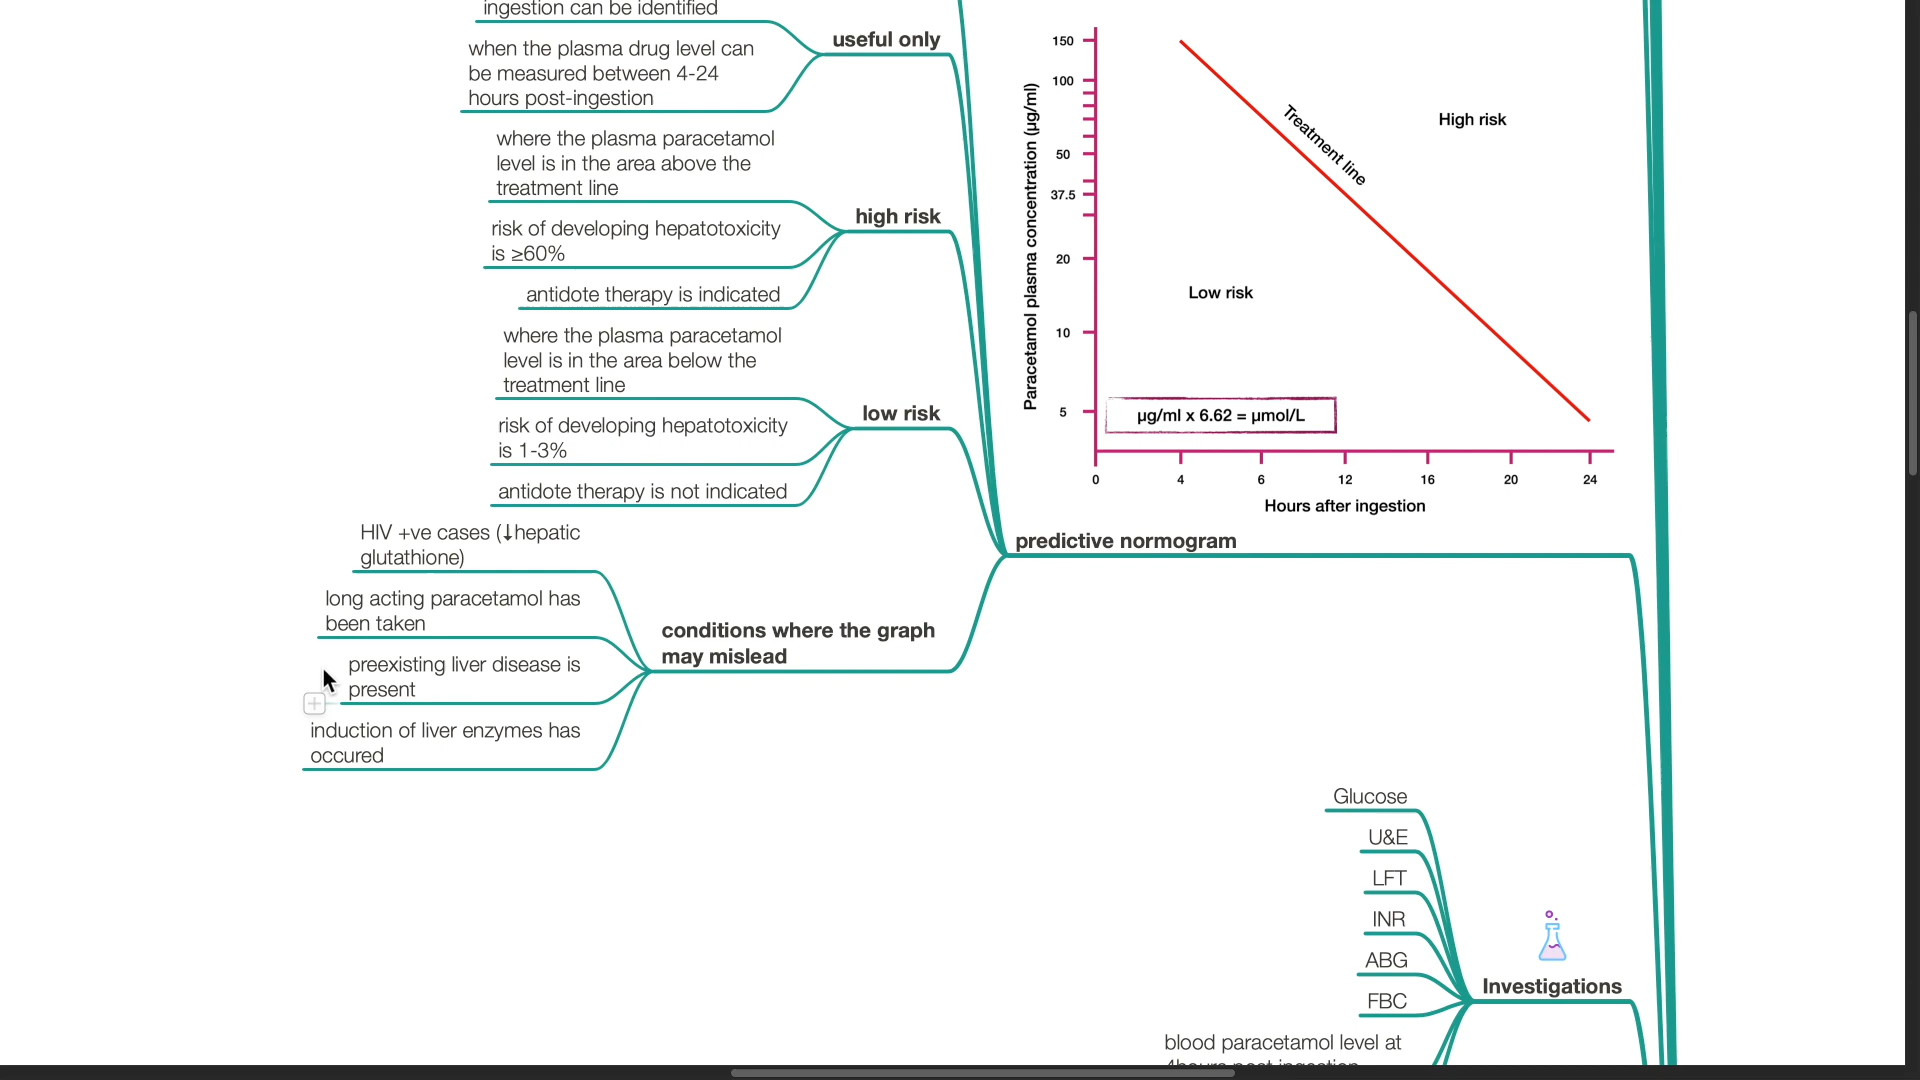 ingestion can be identified
when the plasma drug level can
be measured between 4-24
hours post-ingestion
useful only
where the plasma paracetamol
level is in the area above the
treatment line
risk of developing hepatotoxicity
is ≥60%
antidote therapy is indicated
high risk
where the plasma paracetamol
level is in the area below the
treatment line
risk of developing hepatotoxicity
is 1-3%
antidote therapy is not indicated
low risk
HIV +ve cases (↓hepatic
glutathione)
long acting paracetamol has
been taken
preexisting liver disease is
present
induction of liver enzymes has
occured
conditions where the graph
may mislead
Paracetamol plasma concentration (µg/ml)
150
100
50
37.5
20
10
5
Treatment line
High risk
Low risk
µg/ml x 6.62 = µmol/L
0 4 6 12 16 20 24
Hours after ingestion
predictive normogram
Glucose
U&E
LFT
INR
ABG
FBC
blood paracetamol level at
4hours post ingestion
Investigations